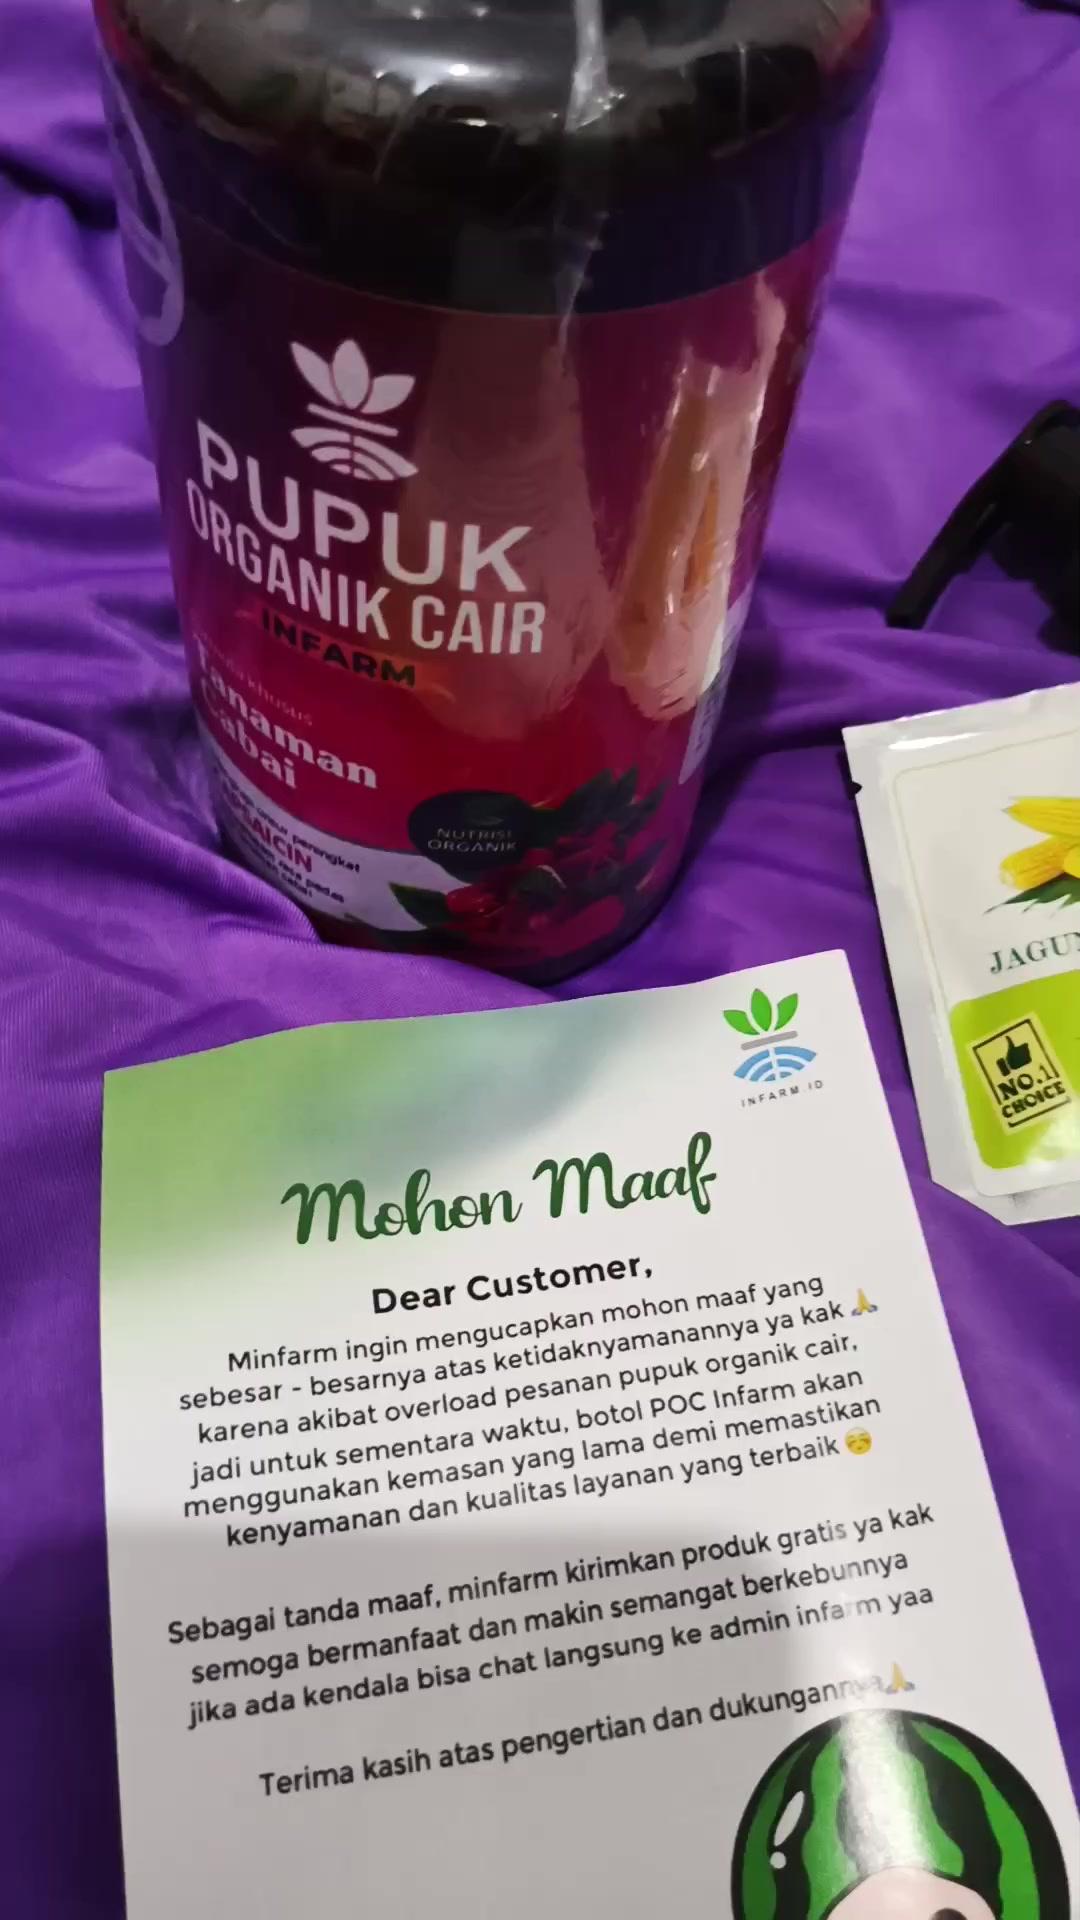 PUPUK
ORGANIK CAIR
INFARM
khusus
Tanaman
Cabai
NUTRISI
ORGANIK
perangkat
rasa pedas
NO.1
CHOICE
INFARM.ID
Mohon Maaf
Dear Customer,
Minfarm ingin mengucapkan mohon maaf yang
sebesar - besarnya atas ketidaknyamanannya ya kak 🙏
karena akibat overload pesanan pupuk organik cair,
jadi untuk sementara waktu, botol POC Infarm akan
menggunakan kemasan yang lama demi memastikan
kenyamanan dan kualitas layanan yang terbaik ☺️
Sebagai tanda maaf, minfarm kirimkan produk gratis ya kak
semoga bermanfaat dan makin semangat berkebunnya
jika ada kendala bisa chat langsung ke admin infarm yaa
Terima kasih atas pengertian dan dukungannya🙏